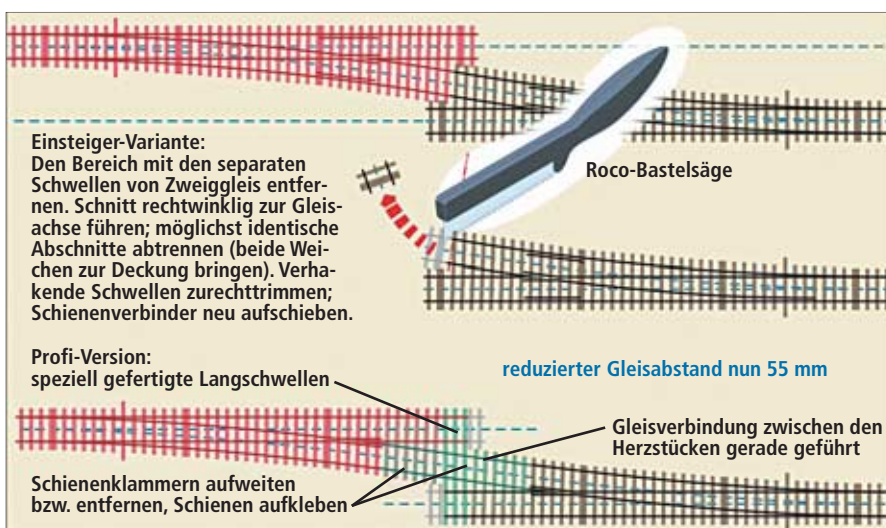 Einsteiger-Variante:
Den Bereich mit den separaten
Schwellen von Zweiggleis entfer-
nen. Schnitt rechtwinklig zur Gleis-
achse führen; möglichst identische
Abschnitte abtrennen (beide Wei-
chen zur Deckung bringen). Verha-
kende Schwellen zurechttrimmen;
Schienenverbinder neu aufschieben.
Roco-Bastelsäge
Profi-Version:
speziell gefertigte Langschwellen
reduzierter Gleisabstand nun 55 mm
Gleisverbindung zwischen den
Herzstücken gerade geführt
Schienenklammern aufweiten
bzw. entfernen, Schienen aufkleben